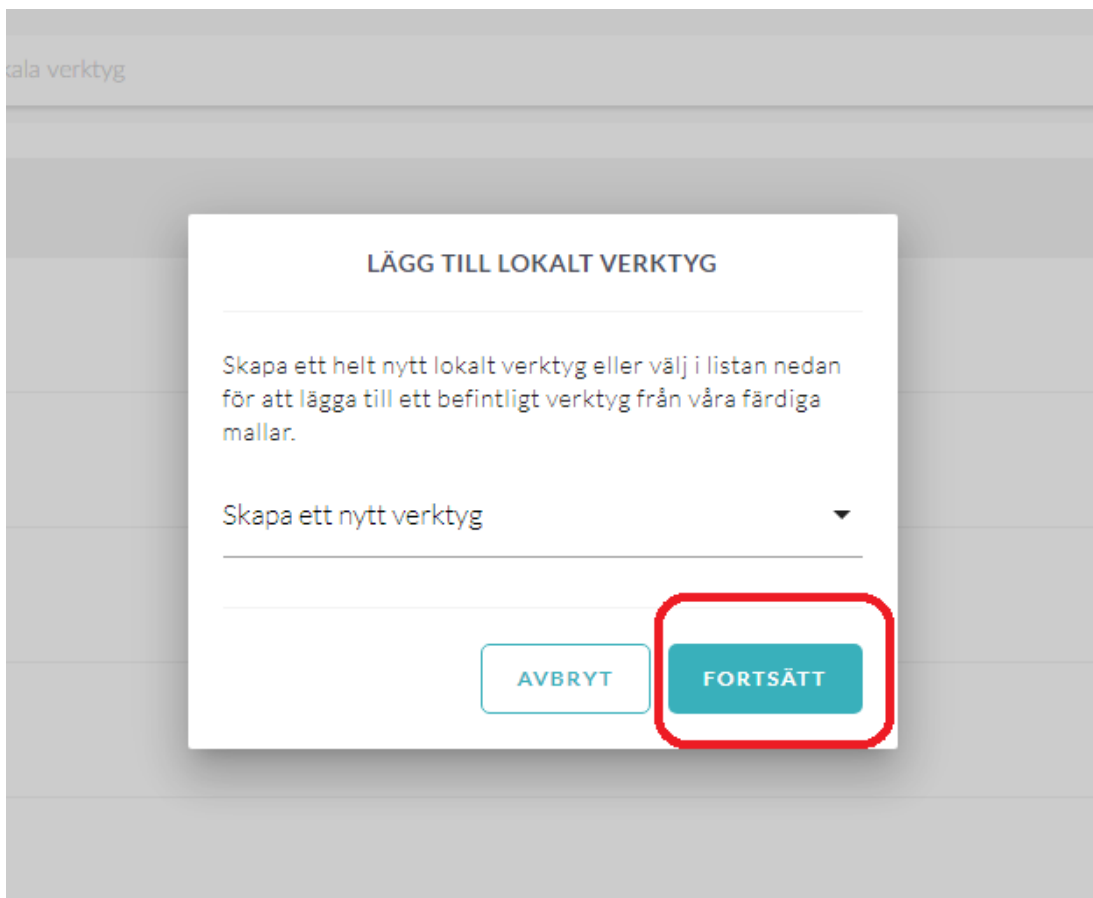 verktyg
LÄGG TILL LOKALT VERKTYG
Skapa ett helt nytt lokalt verktyg eller välj i listan nedan
för att lägga till ett befintligt verktyg från våra färdiga
mallar.
Skapa ett nytt verktyg
AVBRYT
FORTSÄTT